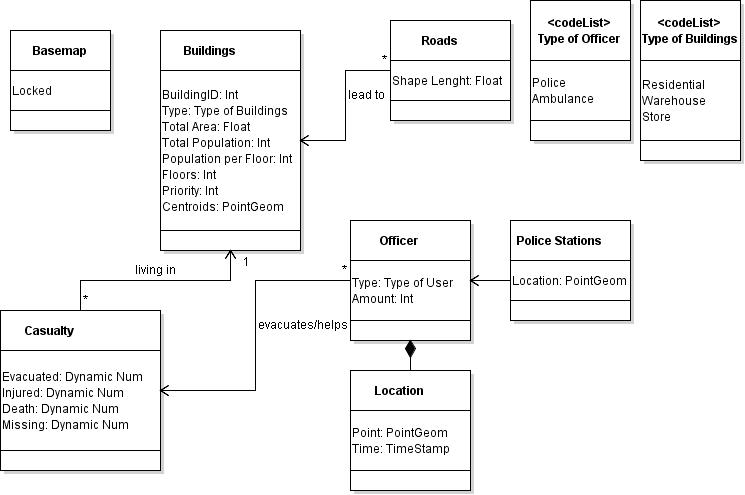 Basemap
Locked
Buildings
BuildingID: Int
Type: Type of Buildings
Total Area: Float
Total Population: Int
Population per Floor: Int
Floors: Int
Priority: Int
Centroids: PointGeom
Roads
Shape Lenght: Float
*
lead to
<codeList>
Type of Officer
Police
Ambulance
<codeList>
Type of Buildings
Residential
Warehouse
Store
1
living in
*
Casualty
Evacuated: Dynamic Num
Injured: Dynamic Num
Death: Dynamic Num
Missing: Dynamic Num
*
evacuates/helps
Officer
Type: Type of User
Amount: Int
Police Stations
Location: PointGeom
Location
Point: PointGeom
Time: TimeStamp